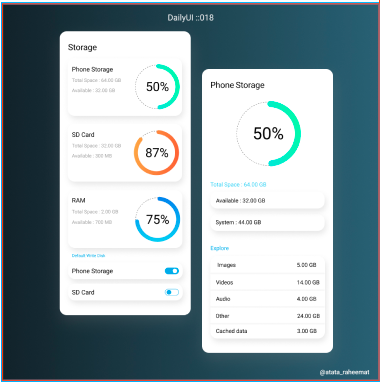 DailyUI ::018
Storage
Phone Storage
Total Space : 64.00 GB
Available : 32.00 GB
50%
SD Card
Total Space : 32.00 GB
Available : 300 MB
87%
RAM
Total Space : 2.00 GB
Available : 700 MB
75%
Default Write Disk
Phone Storage
SD Card
Phone Storage
50%
Total Space : 64.00 GB
Available : 32.00 GB
System : 44.00 GB
Explore
Images 5.00 GB
Videos 14.00 GB
Audio 4.00 GB
Other 24.00 GB
Cached data 3.00 GB
@atata_raheemat